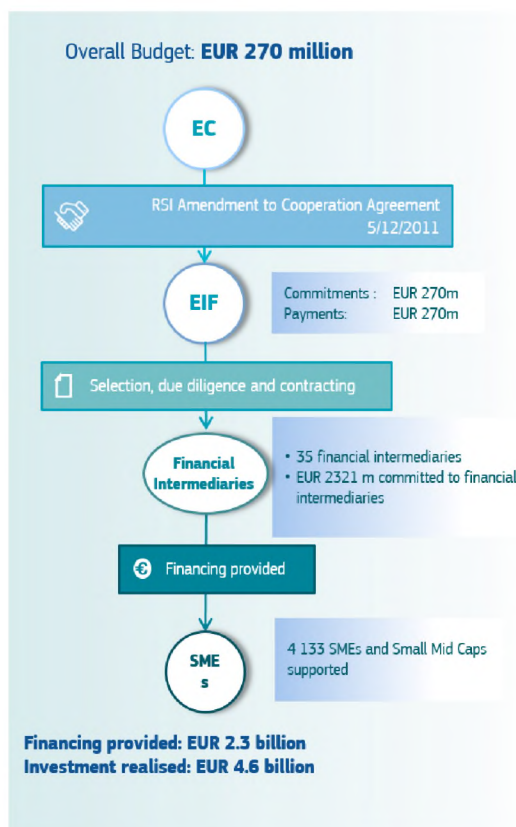 Overall Budget: EUR 270 million
EC
RSI Amendment to Cooperation Agreement
5/12/2011
EIF
Commitments : EUR 270m
Payments: EUR 270m
Selection, due diligence and contracting
Financial
Intermediaries
• 35 financial intermediaries
• EUR 2321 m committed to financial
intermediaries
Financing provided
SME
s
4 133 SMEs and Small Mid Caps
supported
Financing provided: EUR 2.3 billion
Investment realised: EUR 4.6 billion